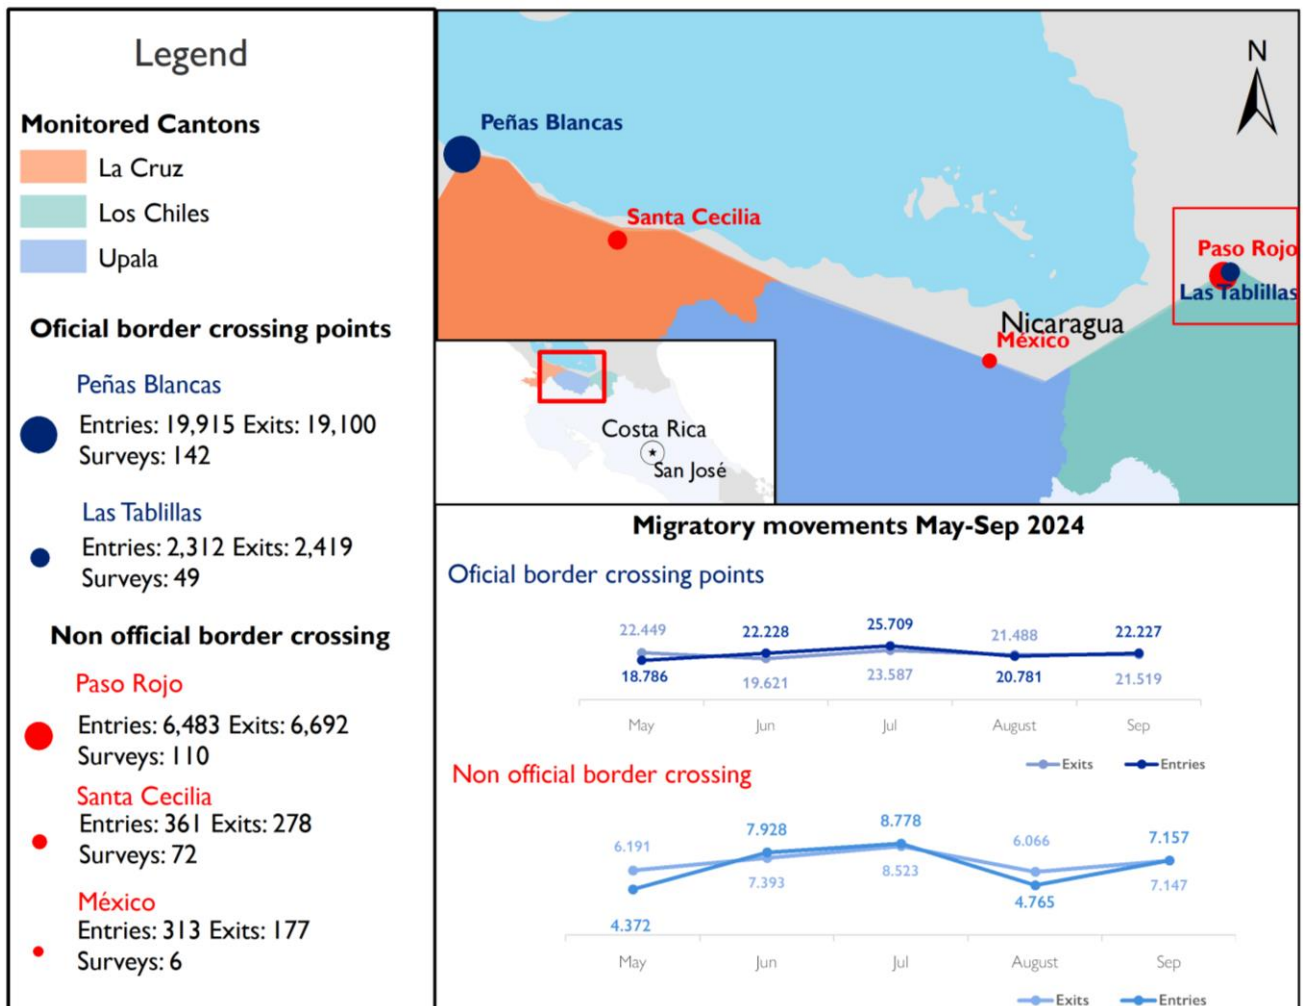 Legend
Monitored Cantons
La Cruz
Los Chiles
Upala
Oficial border crossing points
Peñas Blancas
Entries: 19,915 Exits: 19,100
Surveys: 142
Las Tablillas
Entries: 2,312 Exits: 2,419
Surveys: 49
Non official border crossing
Paso Rojo
Entries: 6,483 Exits: 6,692
Surveys: 110
Santa Cecilia
Entries: 361 Exits: 278
Surveys: 72
México
Entries: 313 Exits: 177
Surveys: 6
N
Peñas Blancas
Santa Cecilia
Paso Rojo
Las Tablillas
Nicaragua
México
Costa Rica
San José
Migratory movements May-Sep 2024
Oficial border crossing points
22.449 22.228 25.709 21.488 22.227
18.786 19.621 23.587 20.781 21.519
May Jun Jul August Sep
Exits Entries
Non official border crossing
6.191 7.928 8.778 6.066 7.157
4.372 7.393 8.523 4.765 7.147
May Jun Jul August Sep
Exits Entries